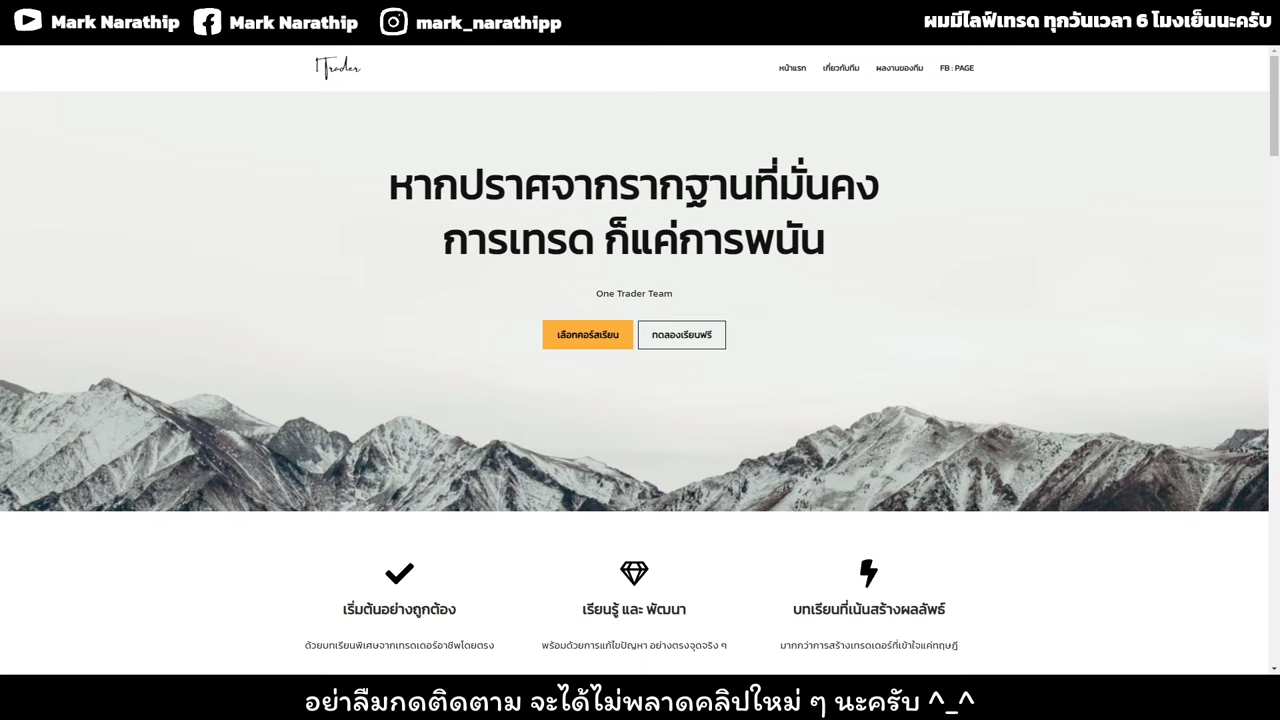 Mark Narathip Mark Narathip mark_narathipp ผมมีไลฟ์เทรด ทุกวันเวลา 6 โมงเย็นนะครับ
1Trader หน้าแรก เกี่ยวกับทีม ผลงานของทีม FB : PAGE
หากปราศจากรากฐานที่มั่นคง
การเทรด ก็แค่การพนัน
One Trader Team
เลือกคอร์สเรียน ทดลองเรียนฟรี
เริ่มต้นอย่างถูกต้อง เรียนรู้ และ พัฒนา บทเรียนที่เน้นสร้างผลลัพธ์
ด้วยบทเรียนพิเศษจากเทรดเดอร์อาชีพโดยตรง พร้อมด้วยการแก้ไขปัญหา อย่างตรงจุดจริง ๆ มากกว่าการสร้างเทรดเดอร์ที่เข้าใจแค่ทฤษฎี
อย่าลืมกดติดตาม จะได้ไม่พลาดคลิปใหม่ ๆ นะครับ ^_^